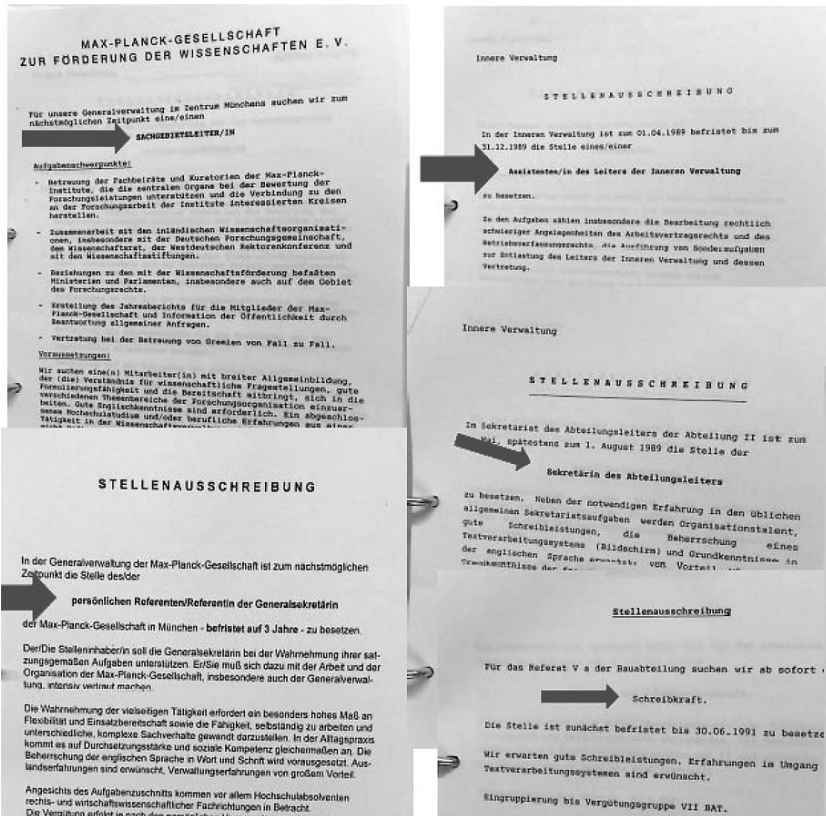 MAX-PLANCK-GESELLSCHAFT
ZUR FÖRDERUNG DER WISSENSCHAFTEN E. V.
Für unsere Generalverwaltung im Zentrum Münchens suchen wir zum
nächstmöglichen Zeitpunkt eine/einen
SACHGEBIETSLEITER/IN
Aufgabenschwerpunkte:
- Betreuung der Fachbeiräte und Kuratorien der Max-Planck-
Institute, die die zentralen Organe bei der Bewertung der
Forschungsleistungen unterstützen und die Verbindung zu den
an der Forschungsarbeit der Institute interessierten Kreisen
herstellen.
- Zusammenarbeit mit den inländischen Wissenschaftsorganisati-
onen, insbesondere mit der Deutschen Forschungsgemeinschaft,
dem Wissenschaftsrat, der Westdeutschen Rektorenkonferenz und
mit den Wissenschaftsstiftungen.
- Beziehungen zu den mit der Wissenschaftsförderung befaßten
Ministerien und Parlamenten, insbesondere auch auf dem Gebiet
des Forschungsrechts.
- Erstellung des Jahresberichts für die Mitglieder der Max-
Planck-Gesellschaft und Information der Öffentlichkeit durch
Beantwortung allgemeiner Anfragen.
- Vertretung bei der Betreuung von Gremien von Fall zu Fall.
Voraussetzungen:
Wir suchen eine(n) Mitarbeiter(in) mit breiter Allgemeinbildung,
der (die) Verständnis für wissenschaftliche Fragestellungen, gute
Formulierungsfähigkeit und die Bereitschaft mitbringt, sich in die
verschiedenen Themenbereiche der Forschungsorganisation einzuar-
beiten. Gute Englischkenntnisse sind erforderlich. Ein abgeschlos-
senes Hochschulstudium und/oder berufliche Erfahrungen aus einer
Tätigkeit in der
STELLENAUSSCHREIBUNG
In der Generalverwaltung der Max-Planck-Gesellschaft ist zum nächstmöglichen
Zeitpunkt die Stelle des/der
persönlichen Referenten/Referentin der Generalsekretärin
der Max-Planck-Gesellschaft in München - befristet auf 3 Jahre - zu besetzen.
Der/Die Stelleninhaber/in soll die Generalsekretärin bei der Wahrnehmung ihrer sat-
zungsgemäßen Aufgaben unterstützen. Er/Sie muß sich dazu mit der Arbeit und der
Organisation der Max-Planck-Gesellschaft, insbesondere auch der Generalverwal-
tung, intensiv vertraut machen.
Die Wahrnehmung der vielseitigen Tätigkeit erfordert ein besonders hohes Maß an
Flexibilität und Einsatzbereitschaft sowie die Fähigkeit, selbständig zu arbeiten und
unterschiedliche, komplexe Sachverhalte gewandt darzustellen. In der Alltagspraxis
kommt es auf Durchsetzungsstärke und soziale Kompetenz gleichermaßen an. Die
Beherrschung der englischen Sprache in Wort und Schrift wird vorausgesetzt. Aus-
landserfahrungen sind erwünscht, Verwaltungserfahrungen von großem Vorteil.
Angesichts des Aufgabenzuschnitts kommen vor allem Hochschulabsolventen
rechts- und wirtschaftswissenschaftlicher Fachrichtungen in Betracht.
Die Vergütung erfolgt je nach den persönlichen
Innere Verwaltung
STELLENAUSSCHREIBUNG
In der Inneren Verwaltung ist zum 01.04.1989 befristet bis zum
31.12.1989 die Stelle eines/einer
Assistenten/in des Leiters der Inneren Verwaltung
zu besetzen.
Zu den Aufgaben zählen insbesondere die Bearbeitung rechtlich
schwieriger Angelegenheiten des Arbeitsvertragsrechts und des
Betriebsverfassungsrechts, die Ausführung von Sonderaufgaben
zur Entlastung des Leiters der Inneren Verwaltung und dessen
Vertretung.
Innere Verwaltung
STELLENAUSSCHREIBUNG
Im Sekretariat des Abteilungsleiters der Abteilung II ist zum
Mai, spätestens zum 1. August 1989 die Stelle der
Sekretärin des Abteilungsleiters
zu besetzen. Neben der notwendigen Erfahrung in den üblichen
allgemeinen Sekretariatsaufgaben werden Organisationstalent,
gute Schreibleistungen, die Beherrschung eines
Textverarbeitungssystems (Bildschirm) und Grundkenntnisse in
der englischen Sprache erwartet; von Vorteil
Grundkenntnisse der
Stellenausschreibung
Für das Referat V a der Bauabteilung suchen wir ab sofort
Schreibkraft.
Die Stelle ist zunächst befristet bis 30.06.1991 zu besetze
Wir erwarten gute Schreibleistungen. Erfahrungen im Umgang
Textverarbeitungssystemen sind erwünscht.
Eingruppierung bis Vergütungsgruppe VII BAT.